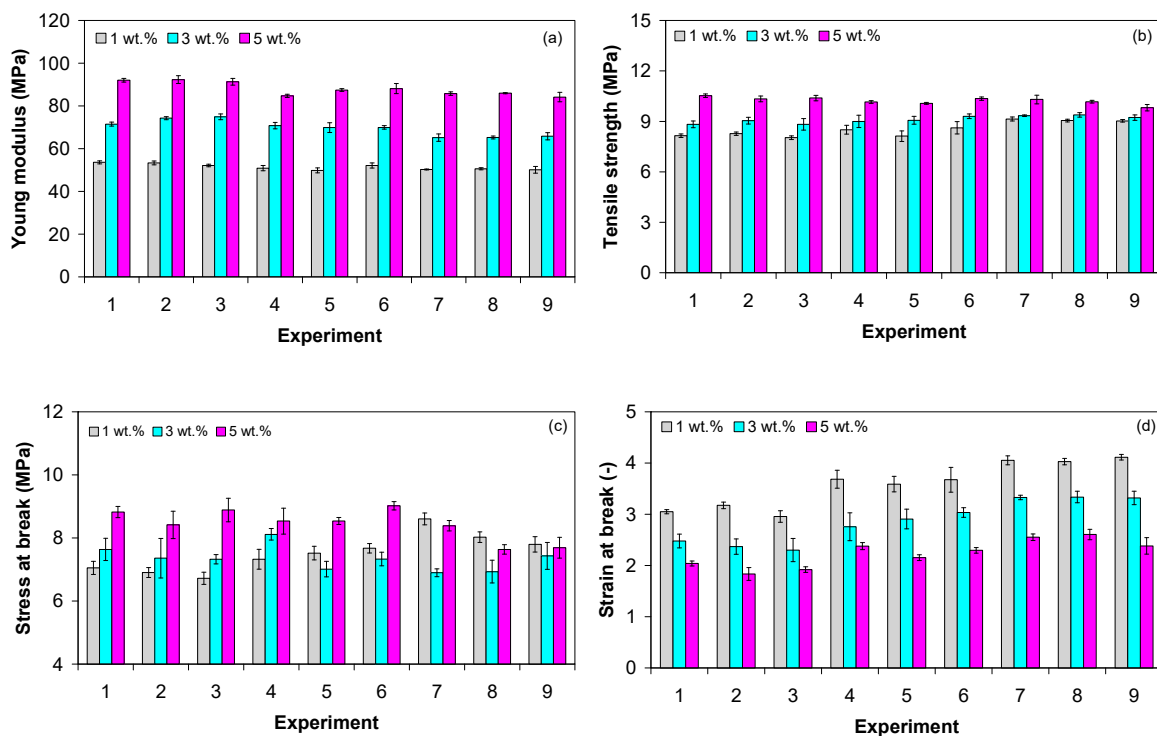 120
100
80
60
40
20
0
Young modulus (MPa)
1 wt.% 3 wt.% 5 wt.%
(a)
1 2 3 4 5 6 7 8 9
Experiment
15
12
9
6
3
0
Tensile strength (MPa)
1 wt.% 3 wt.% 5 wt.%
(b)
1 2 3 4 5 6 7 8 9
Experiment
12
10
8
6
4
Stress at break (MPa)
1 wt.% 3 wt.% 5 wt.%
(c)
1 2 3 4 5 6 7 8 9
Experiment
5
4
3
2
1
0
Strain at break (-)
1 wt.% 3 wt.% 5 wt.%
(d)
1 2 3 4 5 6 7 8 9
Experiment